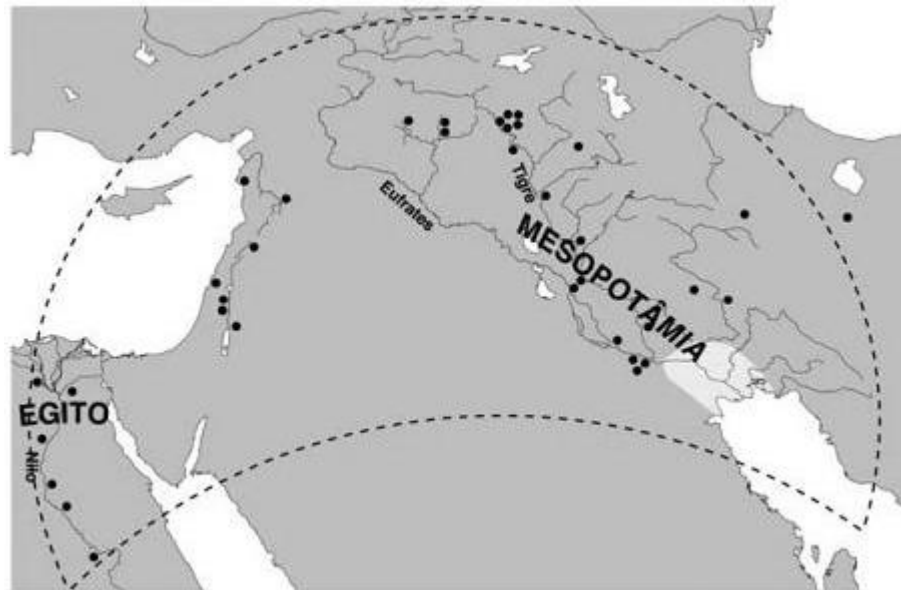 Tigre
Eufrates
MESOPOTÂMIA
EGITO
Nilo